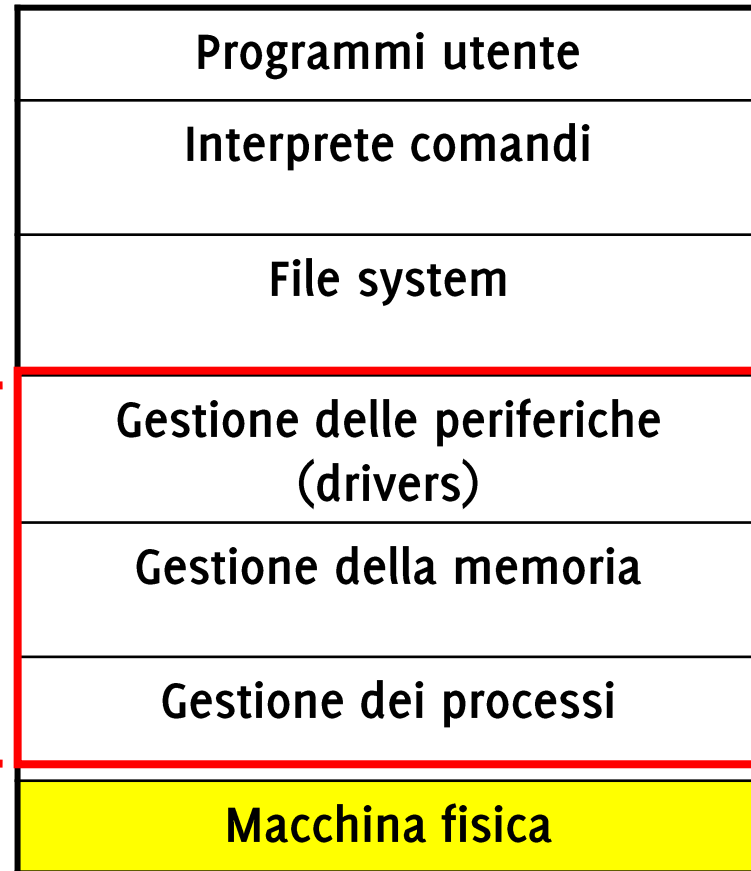 Programmi utente
Interprete comandi
File system
Gestione delle periferiche
(drivers)
Gestione della memoria
Gestione dei processi
Macchina fisica